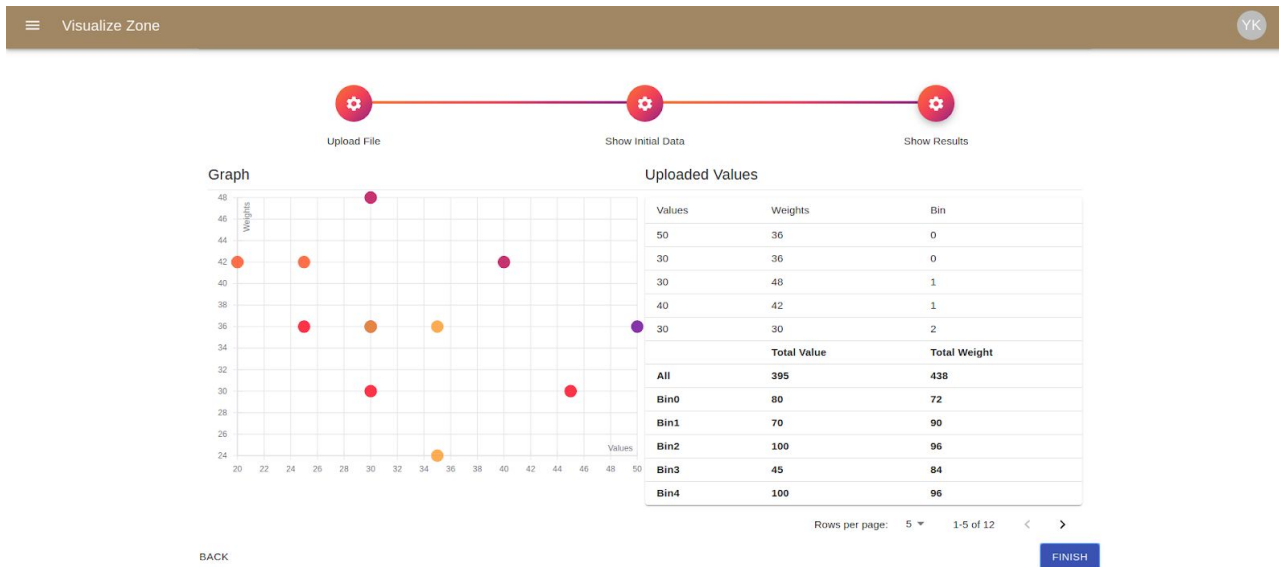 Visualize Zone
YK
Upload File
Show Initial Data
Show Results
Graph
48
46
44
42
40
38
36
34
32
30
28
26
24
Weights
Values
20 22 24 26 28 30 32 34 36 38 40 42 44 46 48 50
Uploaded Values
Values Weights Bin
50 36 0
30 36 0
30 48 1
40 42 1
30 30 2
Total Value Total Weight
All 395 438
Bin0 80 72
Bin1 70 90
Bin2 100 96
Bin3 45 84
Bin4 100 96
Rows per page: 5 1-5 of 12
BACK
FINISH